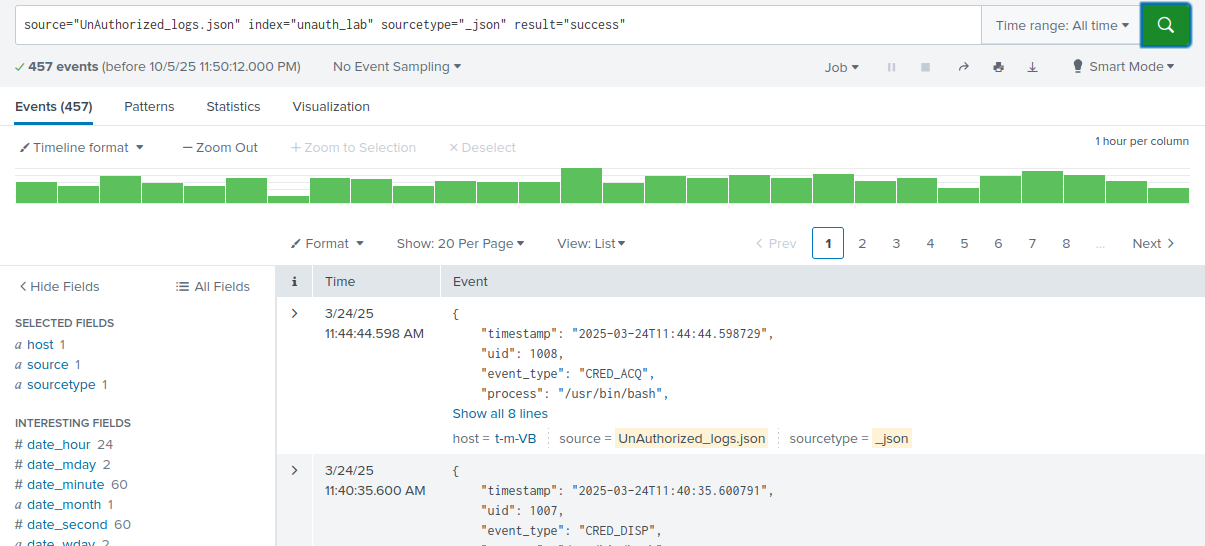 source="UnAuthorized_logs.json" index="unauth_lab" sourcetype="_json" result="success"
Time range: All time
457 events (before 10/5/25 11:50:12.000 PM)
No Event Sampling
Job
Smart Mode
Events (457)
Patterns
Statistics
Visualization
Timeline format
Zoom Out
Zoom to Selection
Deselect
1 hour per column
Format
Show: 20 Per Page
View: List
Prev
1
2
3
4
5
6
7
8
...
Next
Hide Fields
All Fields
SELECTED FIELDS
a host 1
a source 1
a sourcetype 1
INTERESTING FIELDS
# date_hour 24
# date_mday 2
# date_minute 60
a date_month 1
# date_second 60
a date_wday 2
i
Time
Event
3/24/25
11:44:44.598 AM
{
"timestamp": "2025-03-24T11:44:44.598729",
"uid": 1008,
"event_type": "CRED_ACQ",
"process": "/usr/bin/bash",
Show all 8 lines
host = t-m-VB
source = UnAuthorized_logs.json
sourcetype = _json
3/24/25
11:40:35.600 AM
{
"timestamp": "2025-03-24T11:40:35.600791",
"uid": 1007,
"event_type": "CRED_DISP",